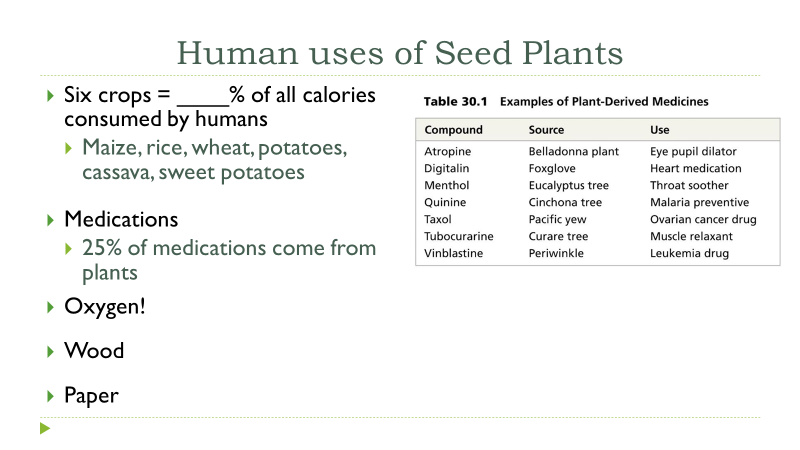 Human uses of Seed Plants
Six crops = ____% of all calories
consumed by humans
Maize, rice, wheat, potatoes,
cassava, sweet potatoes
Medications
25% of medications come from
plants
Oxygen!
Wood
Paper
Table 30.1 Examples of Plant-Derived Medicines
Compound Source Use
Atropine Belladonna plant Eye pupil dilator
Digitalin Foxglove Heart medication
Menthol Eucalyptus tree Throat soother
Quinine Cinchona tree Malaria preventive
Taxol Pacific yew Ovarian cancer drug
Tubocurarine Curare tree Muscle relaxant
Vinblastine Periwinkle Leukemia drug